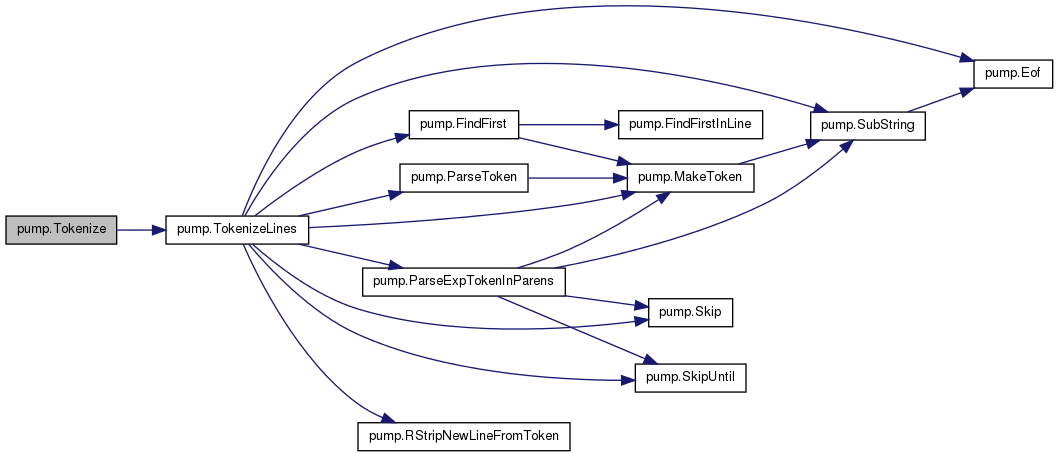 pump.Tokenize
pump.TokenizeLines
pump.FindFirst
pump.ParseToken
pump.ParseExpTokenInParens
pump.RStripNewLineFromToken
pump.FindFirstInLine
pump.MakeToken
pump.Skip
pump.SkipUntil
pump.SubString
pump.Eof